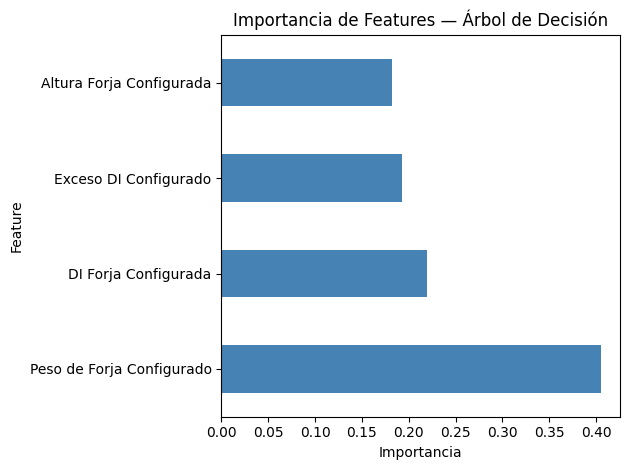 Importancia de Features — Árbol de Decisión
Feature
Altura Forja Configurada
Exceso DI Configurado
DI Forja Configurada
Peso de Forja Configurado
0.00 0.05 0.10 0.15 0.20 0.25 0.30 0.35 0.40
Importancia